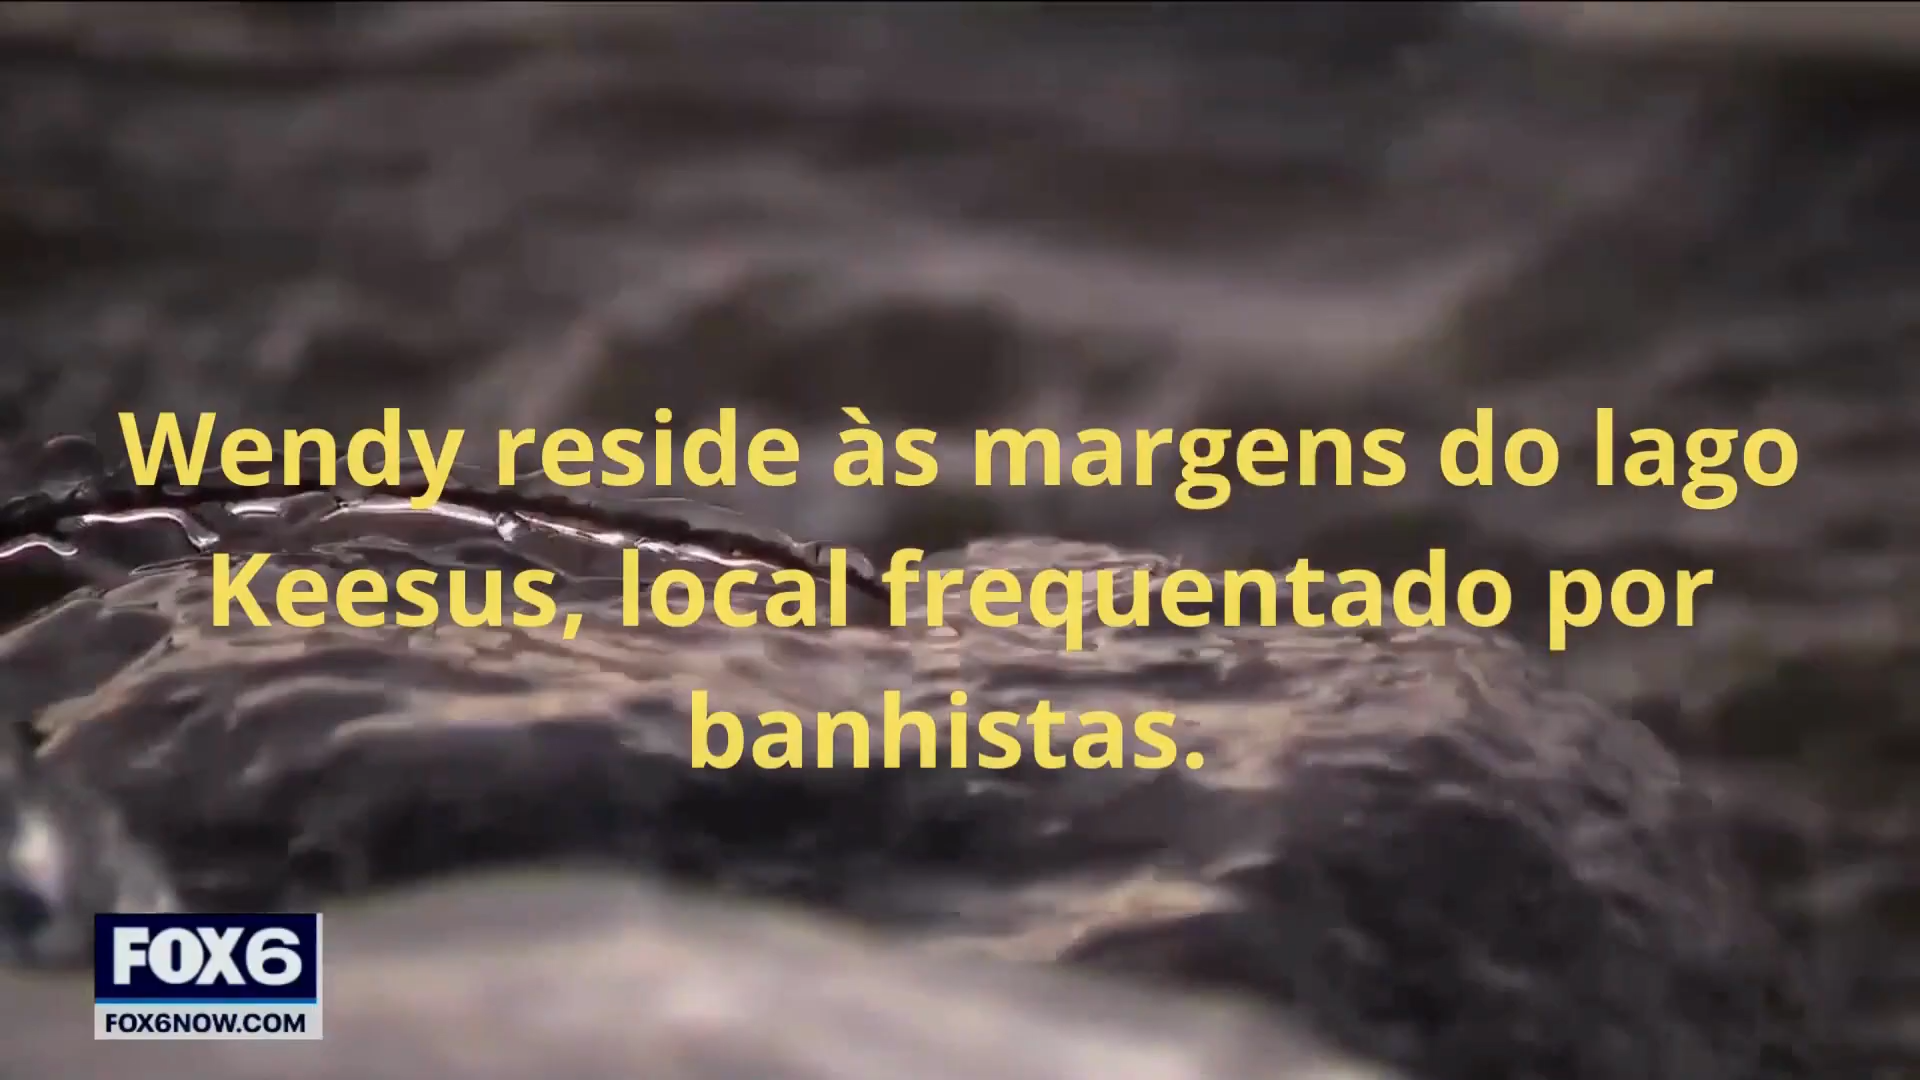 Wendy reside às margens do lago
Keesus, local frequentado por
banhistas.
FOX6
FOX6NOW.COM